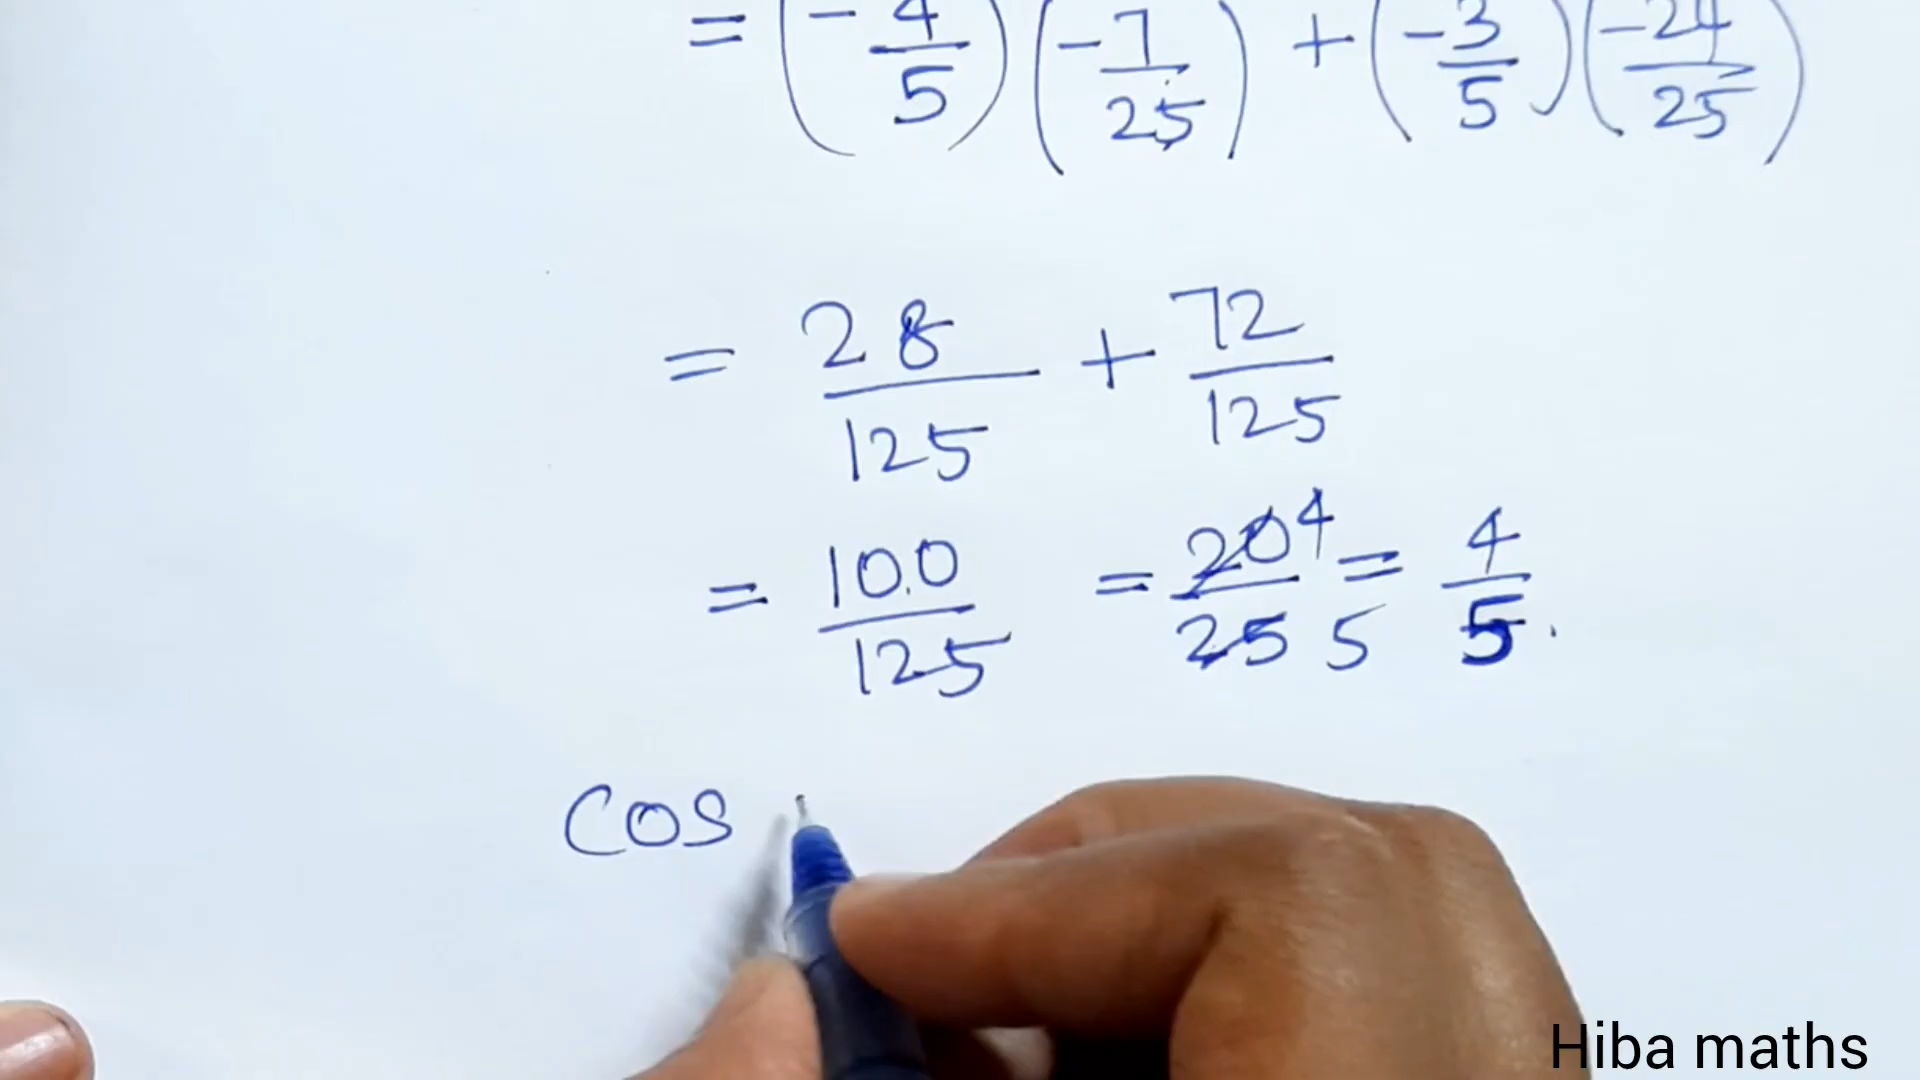 = (-4/5) (-7/25) + (-3/5) (-24/25)
= 28/125 + 72/125
= 100/125 = 20/25 4 5 = 4/5.
cos
Hiba maths